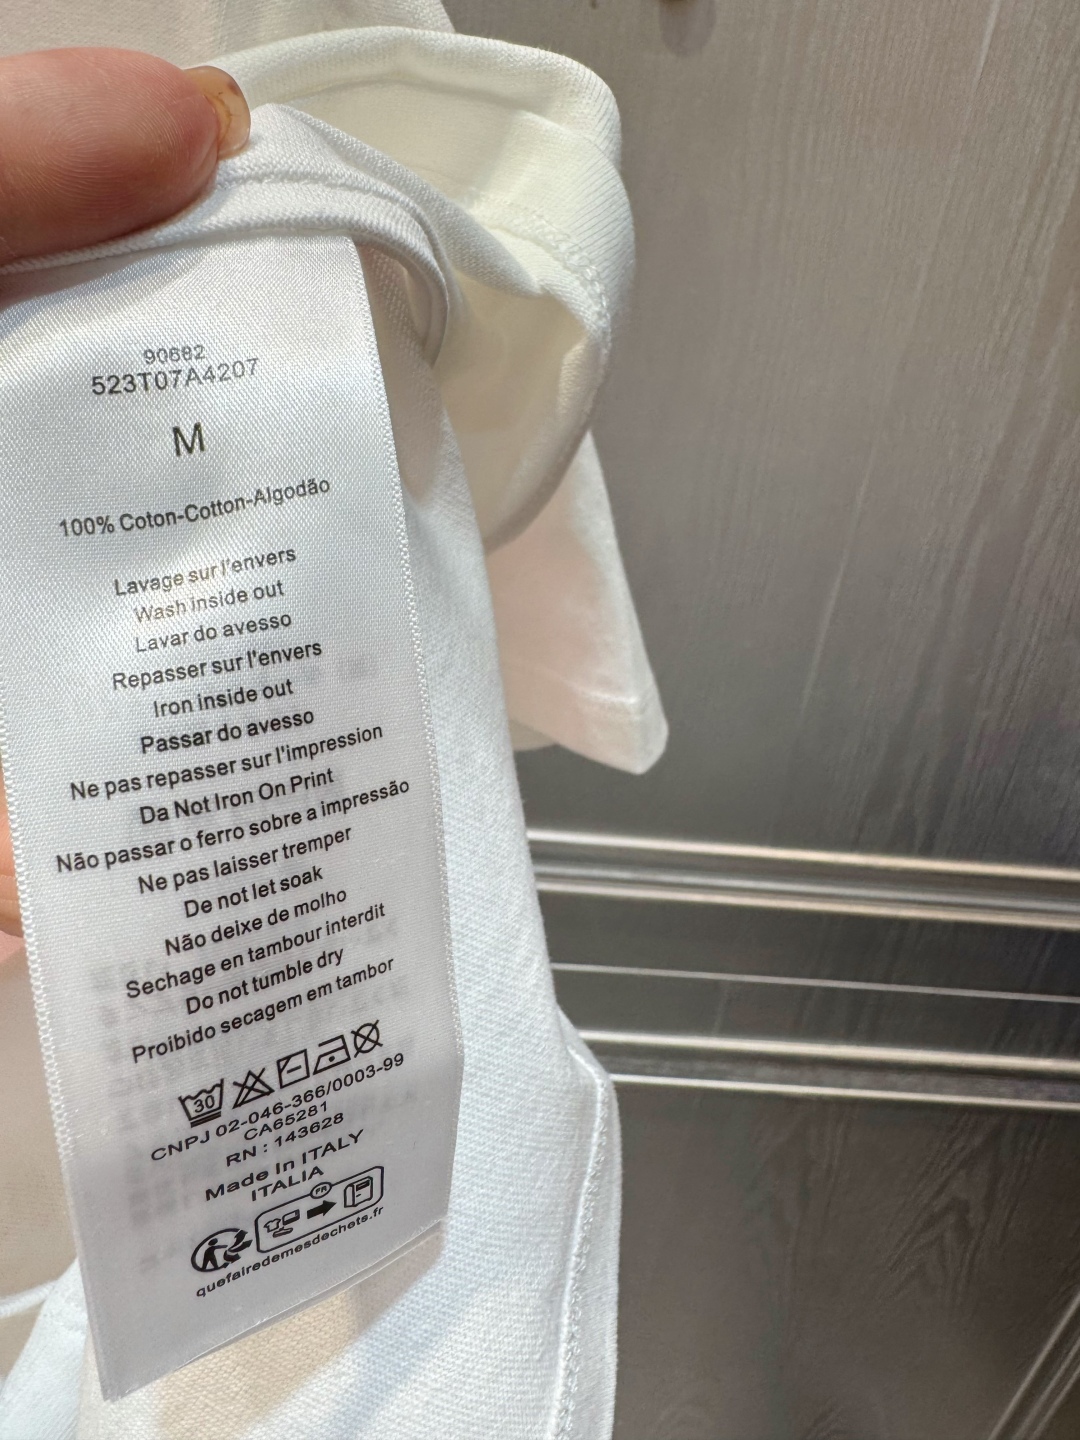 90682
523T07A4207
M
100% Coton-Cotton-Algodão
Lavage sur l'envers
Wash inside out
Lavar do avesso
Repasser sur l'envers
Iron inside out
Passar do avesso
Ne pas repasser sur l'impression
Da Not Iron On Print
Não passar o ferro sobre a impressão
Ne pas laisser tremper
De not let soak
Não deixe de molho
Sechage en tambour interdit
Do not tumble dry
Proibido secagem em tambor
30
CNPJ 02-046-366/0003-99
CA65281
RN : 143628
Made In ITALY
ITALIA
FR
quefairedemesdechets.fr